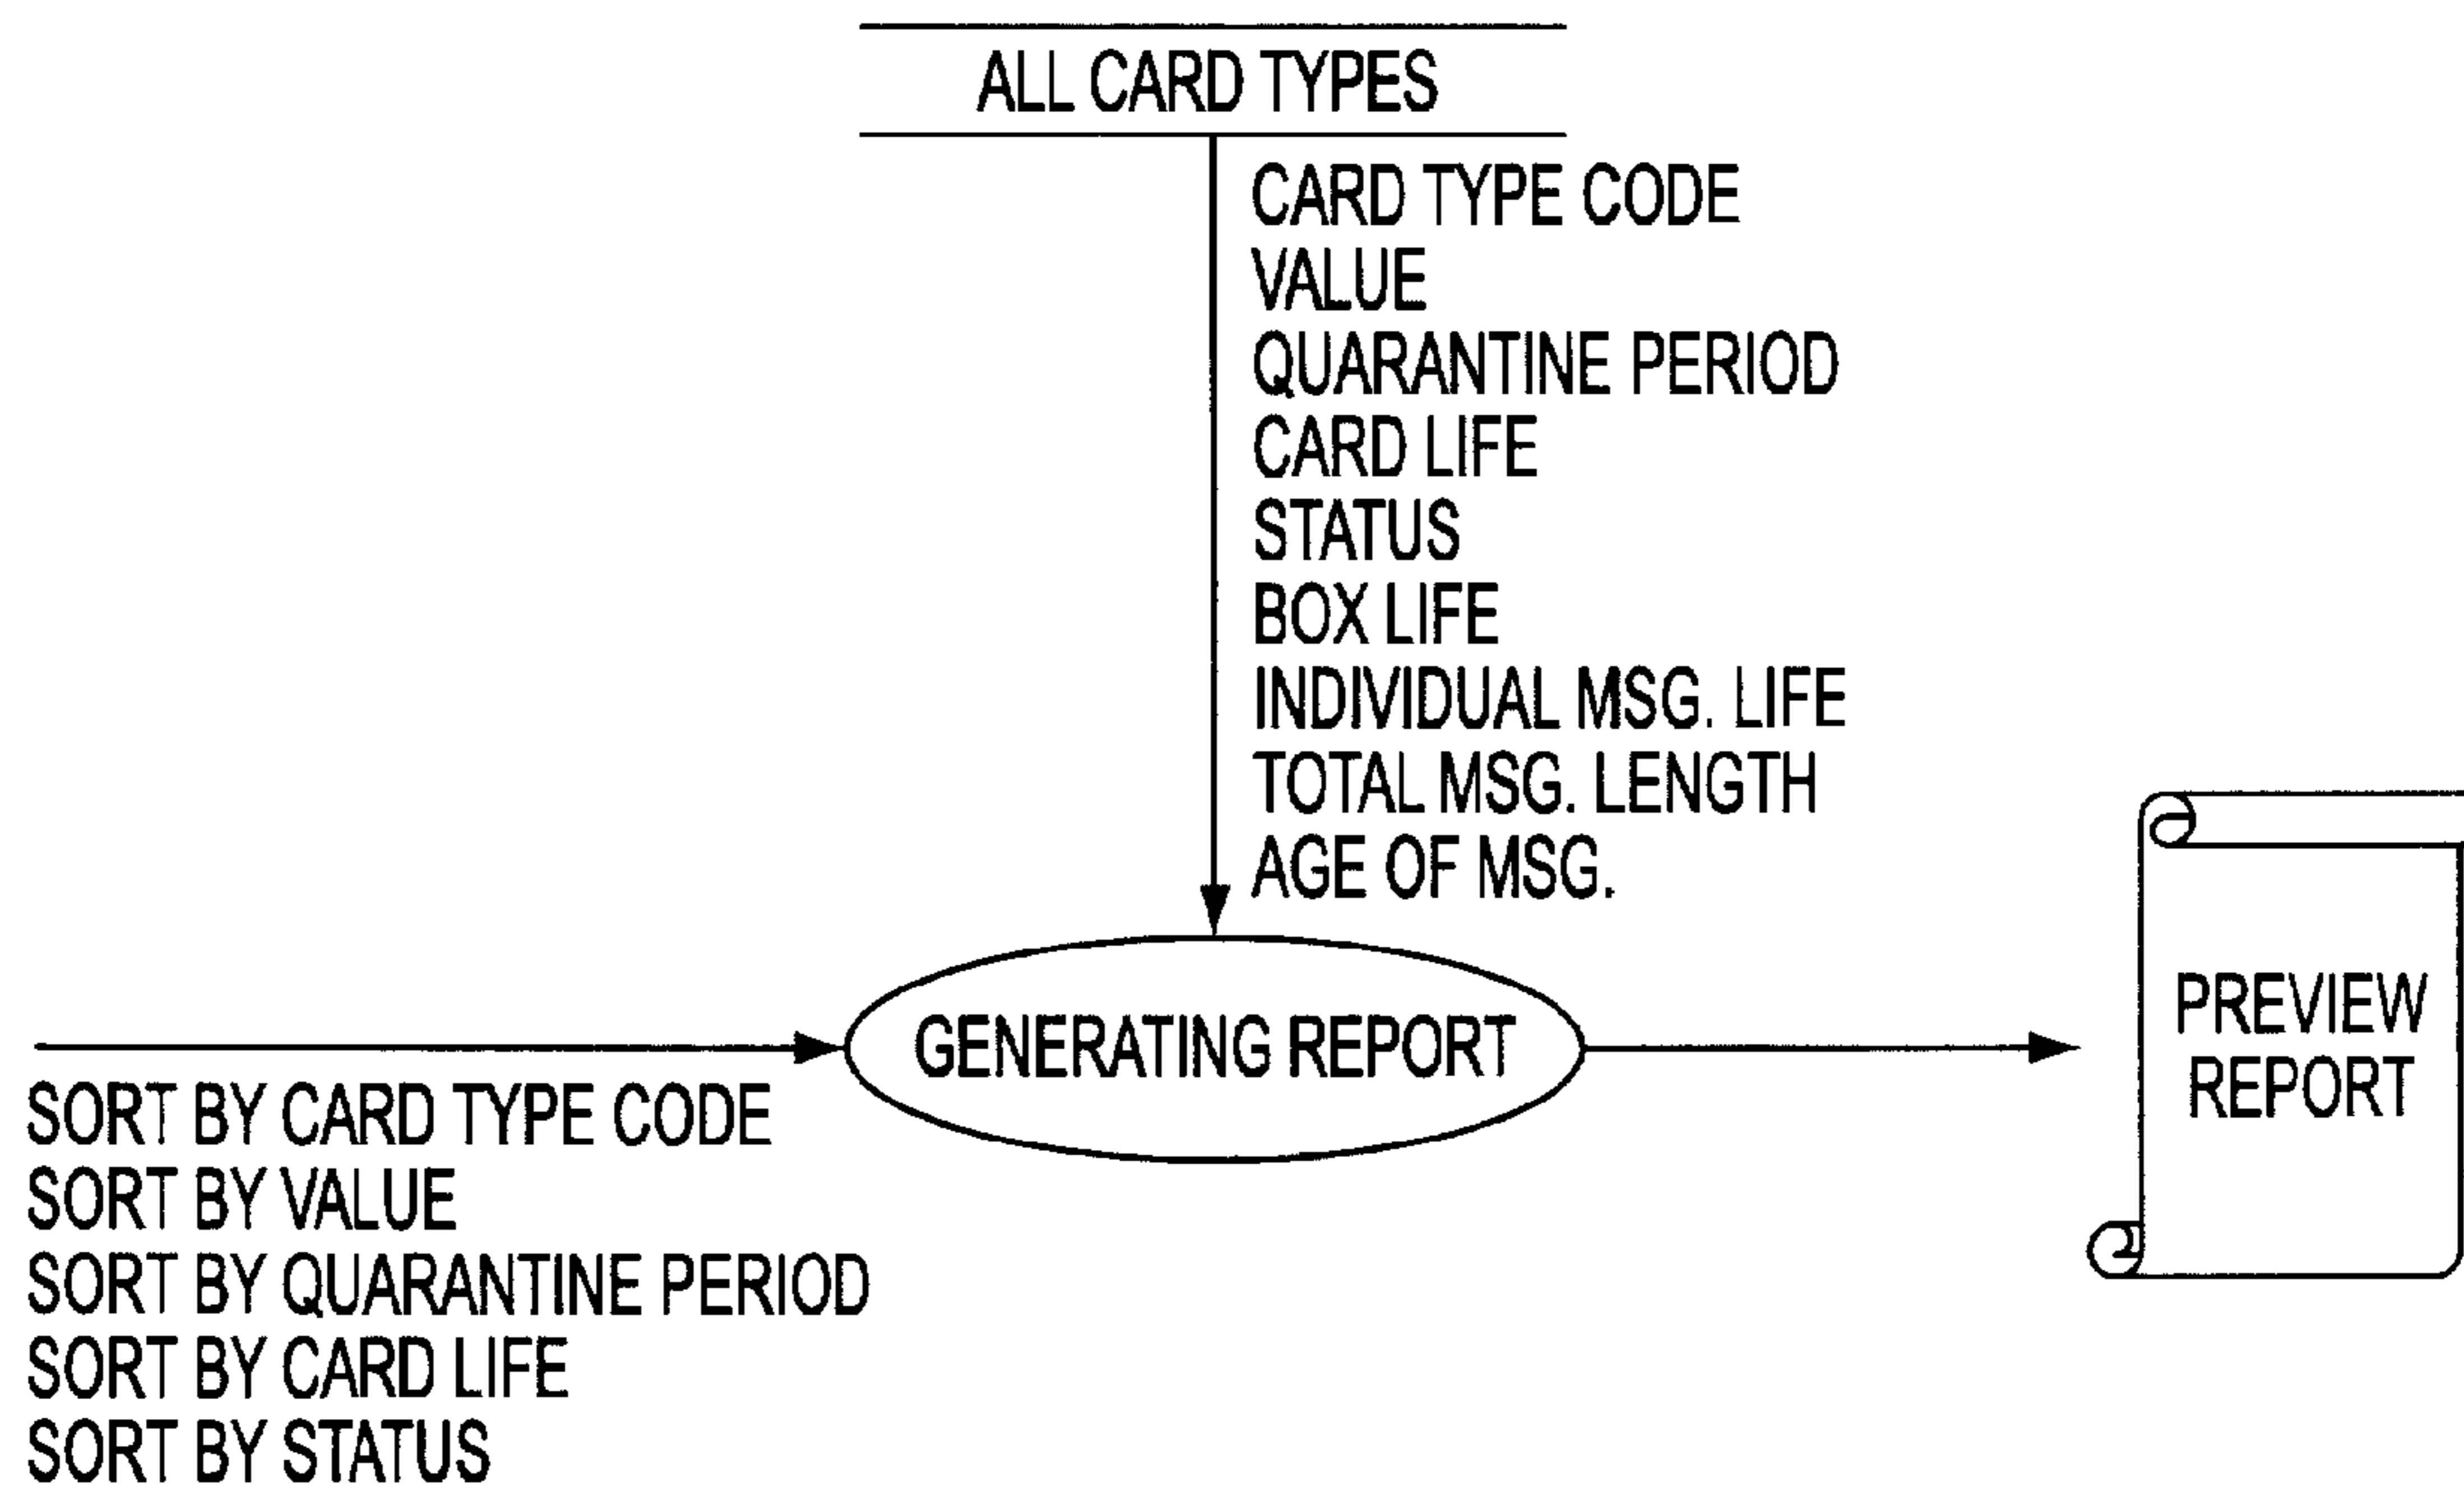 ALL CARD TYPES
CARD TYPE CODE
VALUE
QUARANTINE PERIOD
CARD LIFE
STATUS
BOX LIFE
INDIVIDUAL MSG. LIFE
TOTAL MSG. LENGTH
AGE OF MSG.
GENERATING REPORT
PREVIEW
REPORT
SORT BY CARD TYPE CODE
SORT BY VALUE
SORT BY QUARANTINE PERIOD
SORT BY CARD LIFE
SORT BY STATUS